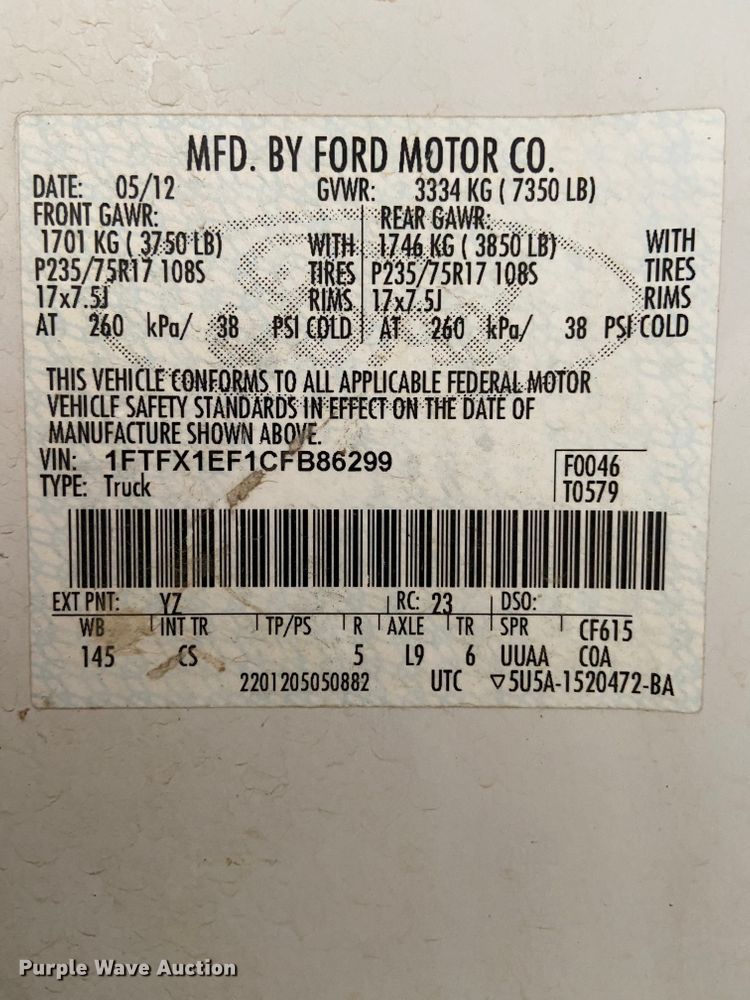 MFD. BY FORD MOTOR CO.
DATE: 05/12 GVWR: 3334 KG ( 7350 LB)
FRONT GAWR: REAR GAWR:
1701 KG ( 3750 LB) WITH 1746 KG ( 3850 LB) WITH
P235/75R17 108S TIRES P235/75R17 108S TIRES
17x7.5J RIMS 17x7.5J RIMS
AT 260 kPa/ 38 PSI COLD AT 260 kPa/ 38 PSI COLD
THIS VEHICLE CONFORMS TO ALL APPLICABLE FEDERAL MOTOR
VEHICLE SAFETY STANDARDS IN EFFECT ON THE DATE OF
MANUFACTURE SHOWN ABOVE.
VIN: 1FTFX1EF1CFB86299 F0046
TYPE: Truck T0579
EXT PNT: YZ RC: 23 DSO:
WB INT TR TP/PS R AXLE TR SPR CF615
145 CS 5 L9 6 UUAA COA
2201205050882 UTC ▽5U5A-1520472-BA
Purple Wave Auction